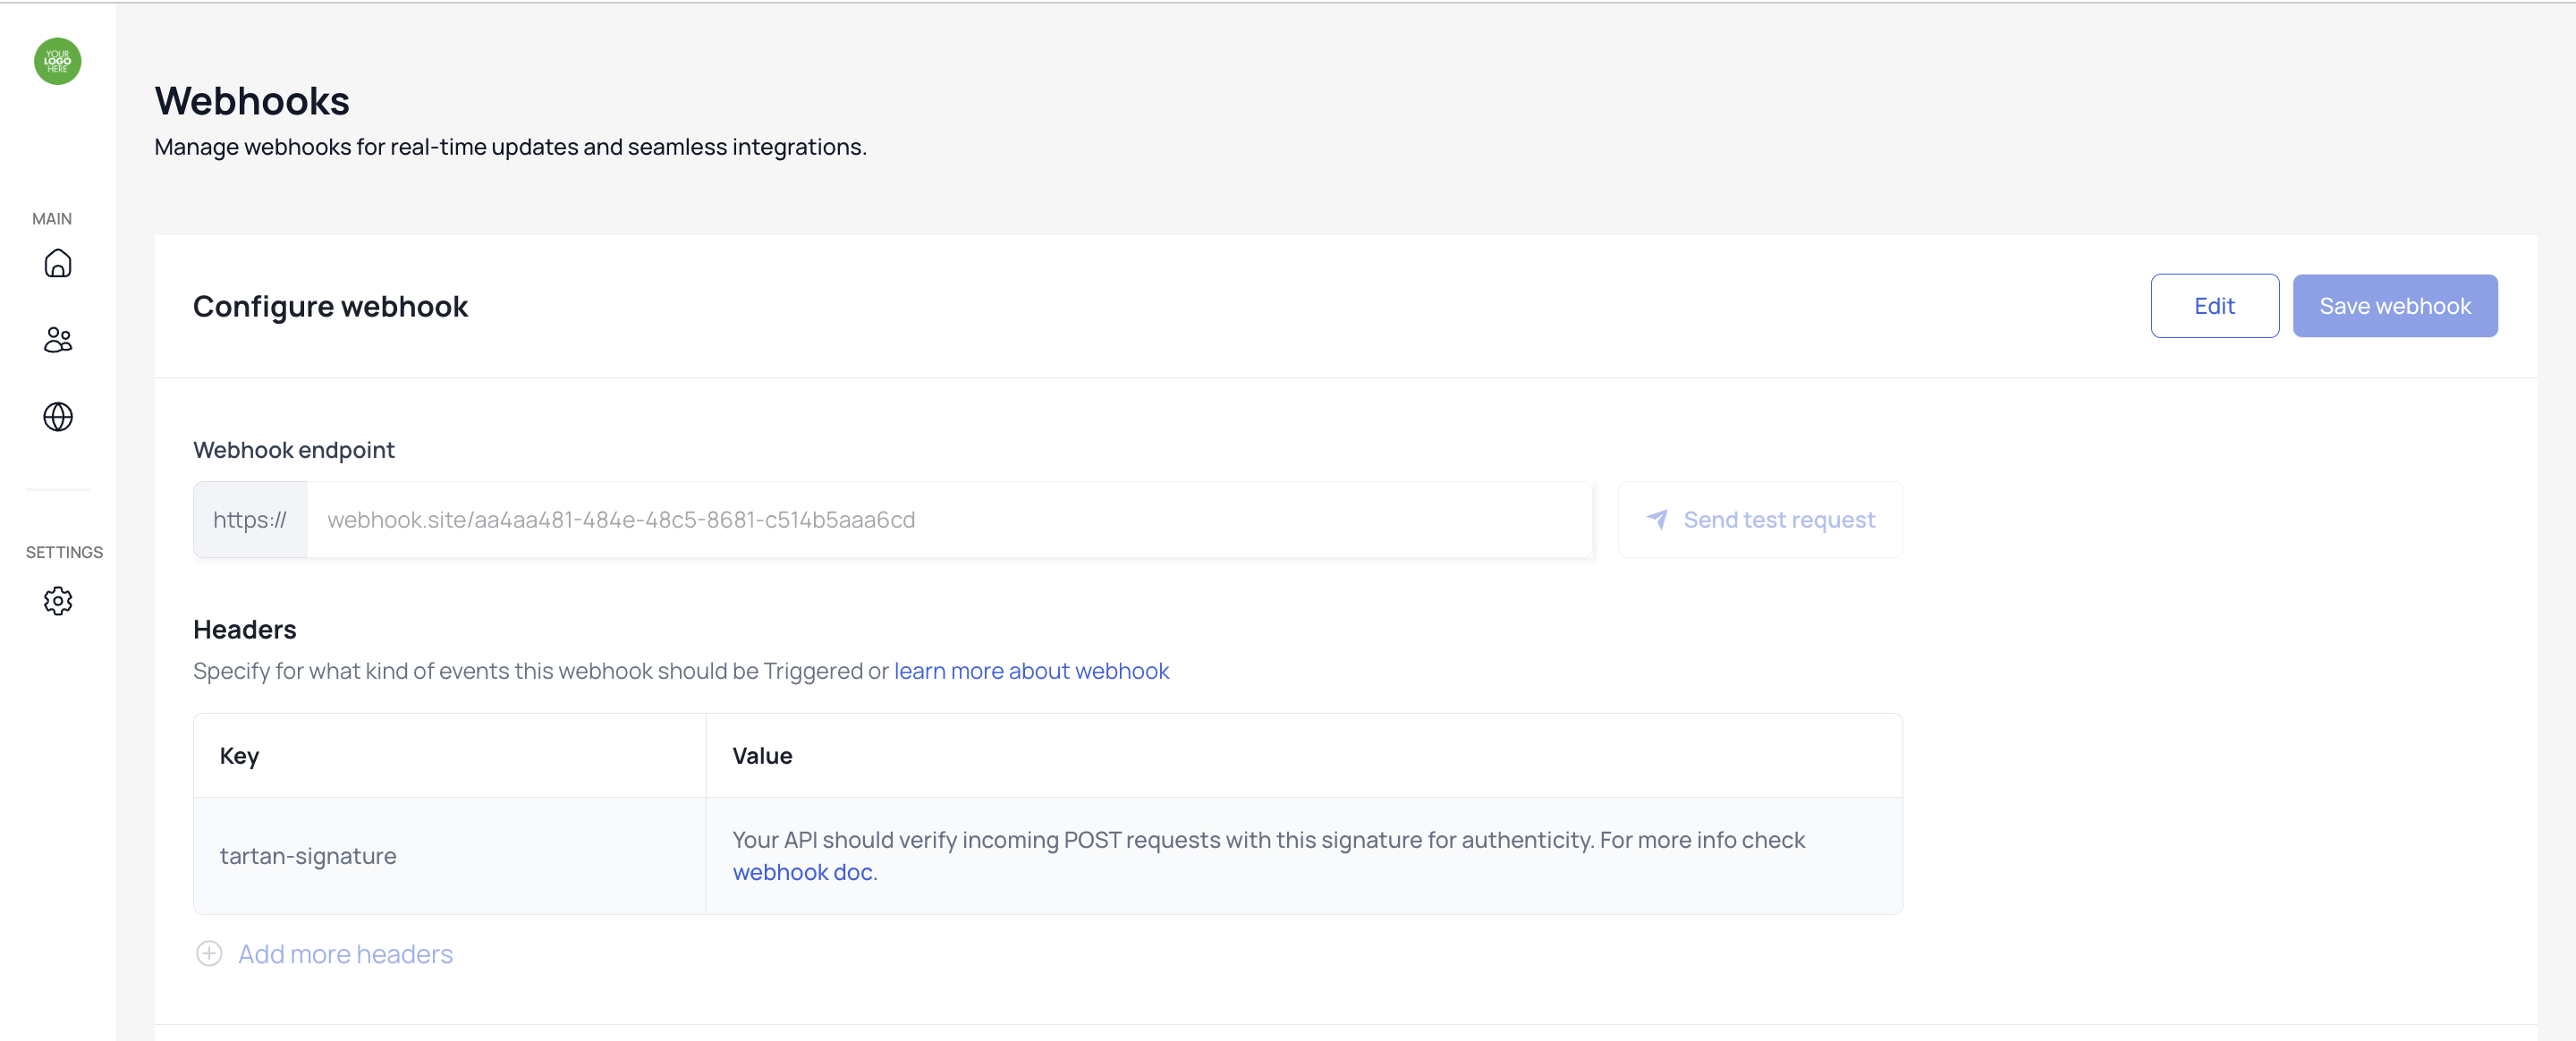 YOUR
LOGO
HERE
Webhooks
Manage webhooks for real-time updates and seamless integrations.
MAIN
Configure webhook
Edit
Save webhook
Webhook endpoint
https://
webhook.site/aa4aa481-484e-48c5-8681-c514b5aaa6cd
Send test request
SETTINGS
Headers
Specify for what kind of events this webhook should be Triggered or learn more about webhook
Key
Value
tartan-signature
Your API should verify incoming POST requests with this signature for authenticity. For more info check
webhook doc.
Add more headers